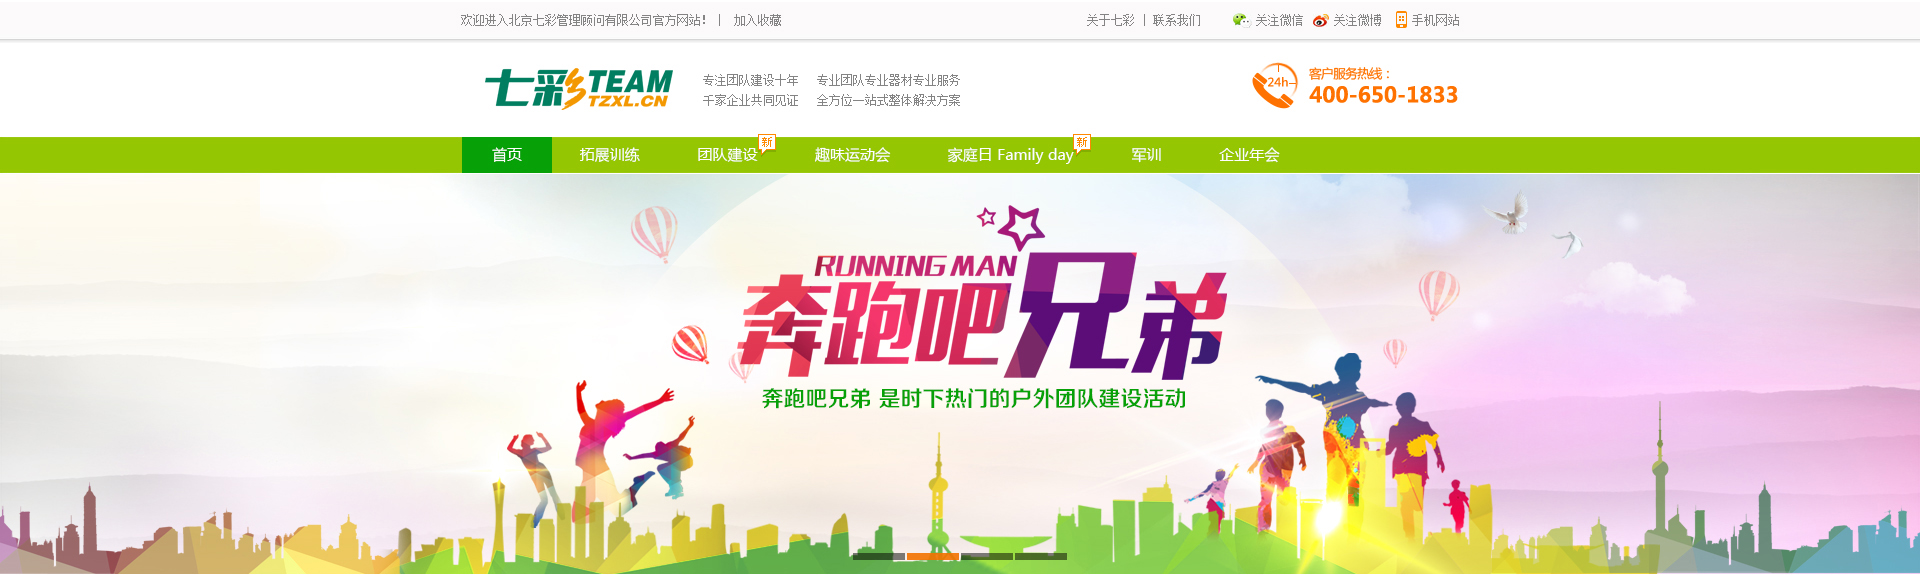 欢迎进入北京七彩管理顾问有限公司官方网站! | 加入收藏
关于七彩 | 联系我们 关注微信 关注微博 手机网站
七彩TEAM
TZXL.CN
专注团队建设十年 专业团队专业器材专业服务
千家企业共同见证 全方位一站式整体解决方案
24h
客户服务热线：
400-650-1833
首页 拓展训练 团队建设 新 趣味运动会 家庭日 Family day 新 军训 企业年会
RUNNING MAN
奔跑吧兄弟
奔跑吧兄弟 是时下热门的户外团队建设活动